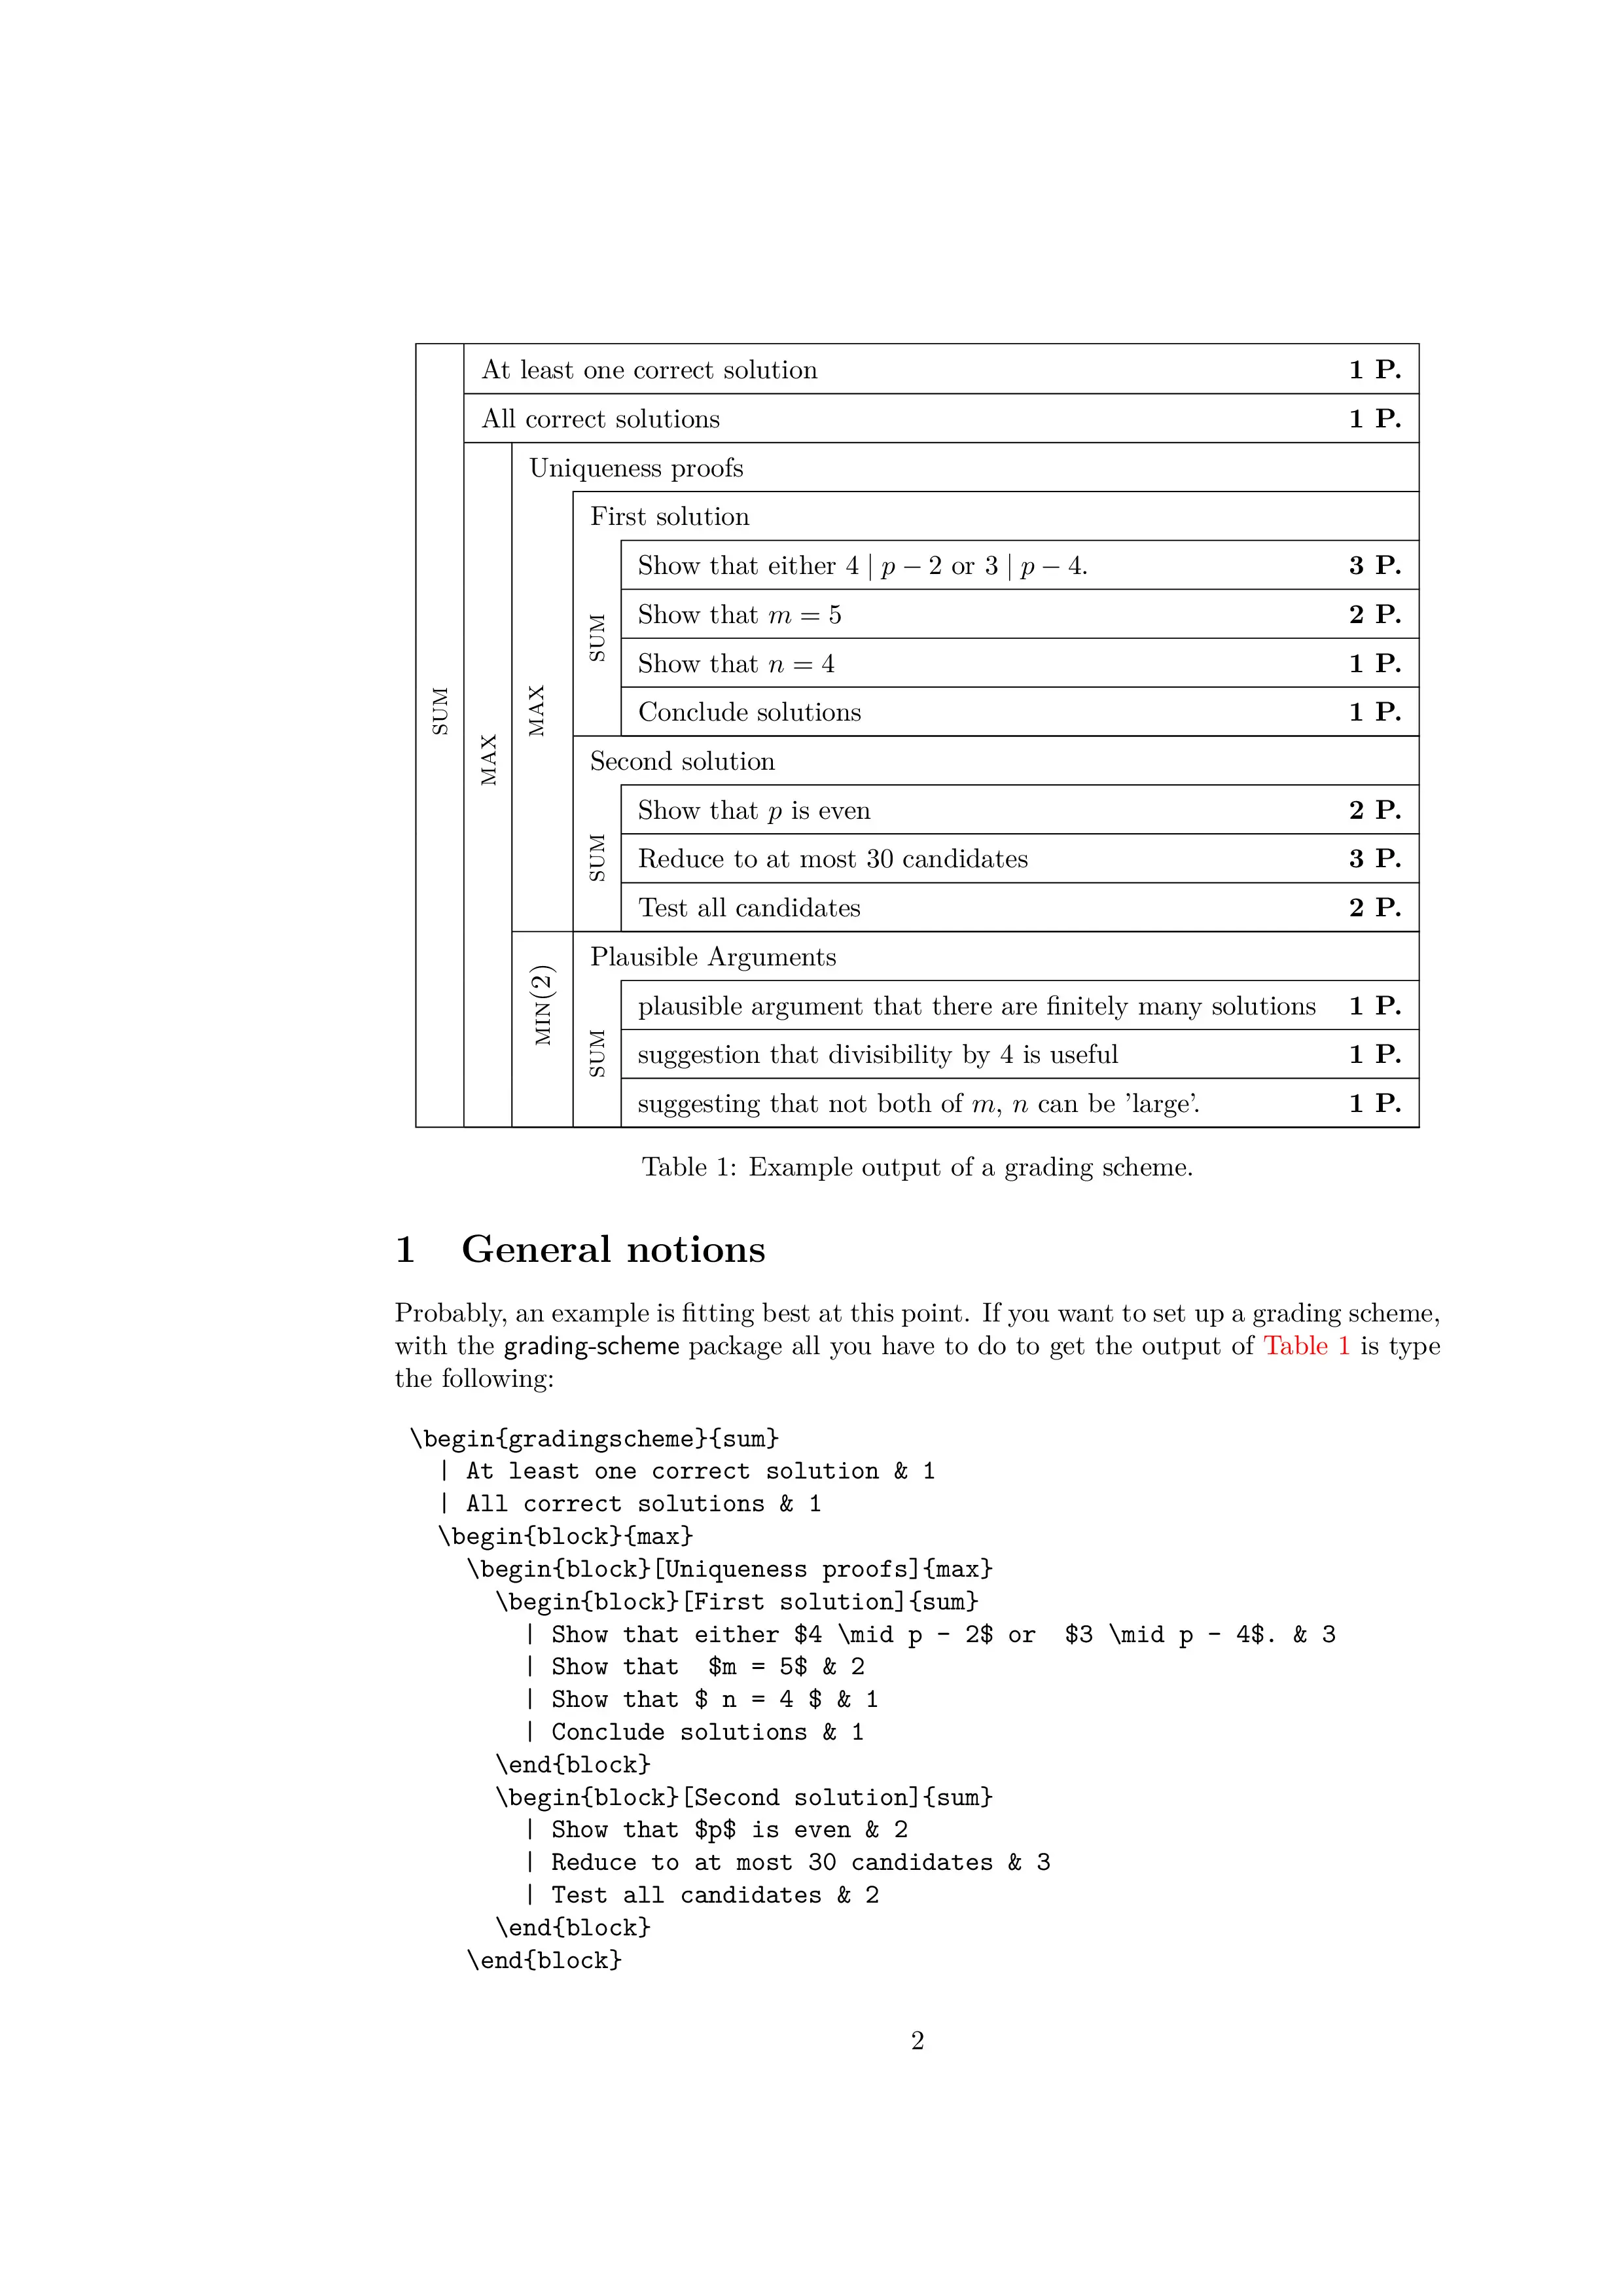 At least one correct solution 1 P.
All correct solutions 1 P.
Uniqueness proofs
First solution
Show that either 4 | p − 2 or 3 | p − 4. 3 P.
Show that m = 5 2 P.
SUM
Show that n = 4 1 P.
SUM
MAX
Conclude solutions 1 P.
MAX
Second solution
Show that p is even 2 P.
SUM
Reduce to at most 30 candidates 3 P.
Test all candidates 2 P.
MIN(2)
Plausible Arguments
plausible argument that there are finitely many solutions 1 P.
SUM
suggestion that divisibility by 4 is useful 1 P.
suggesting that not both of m, n can be ’large’. 1 P.
Table 1: Example output of a grading scheme.
1 General notions
Probably, an example is fitting best at this point. If you want to set up a grading scheme,
with the grading-scheme package all you have to do to get the output of Table 1 is type
the following:
\begin{gradingscheme}{sum}
  | At least one correct solution & 1
  | All correct solutions & 1
  \begin{block}{max}
    \begin{block}[Uniqueness proofs]{max}
      \begin{block}[First solution]{sum}
        | Show that either $4 \mid p - 2$ or  $3 \mid p - 4$. & 3
        | Show that  $m = 5$ & 2
        | Show that $ n = 4 $ & 1
        | Conclude solutions & 1
      \end{block}
      \begin{block}[Second solution]{sum}
        | Show that $p$ is even & 2
        | Reduce to at most 30 candidates & 3
        | Test all candidates & 2
      \end{block}
    \end{block}
2